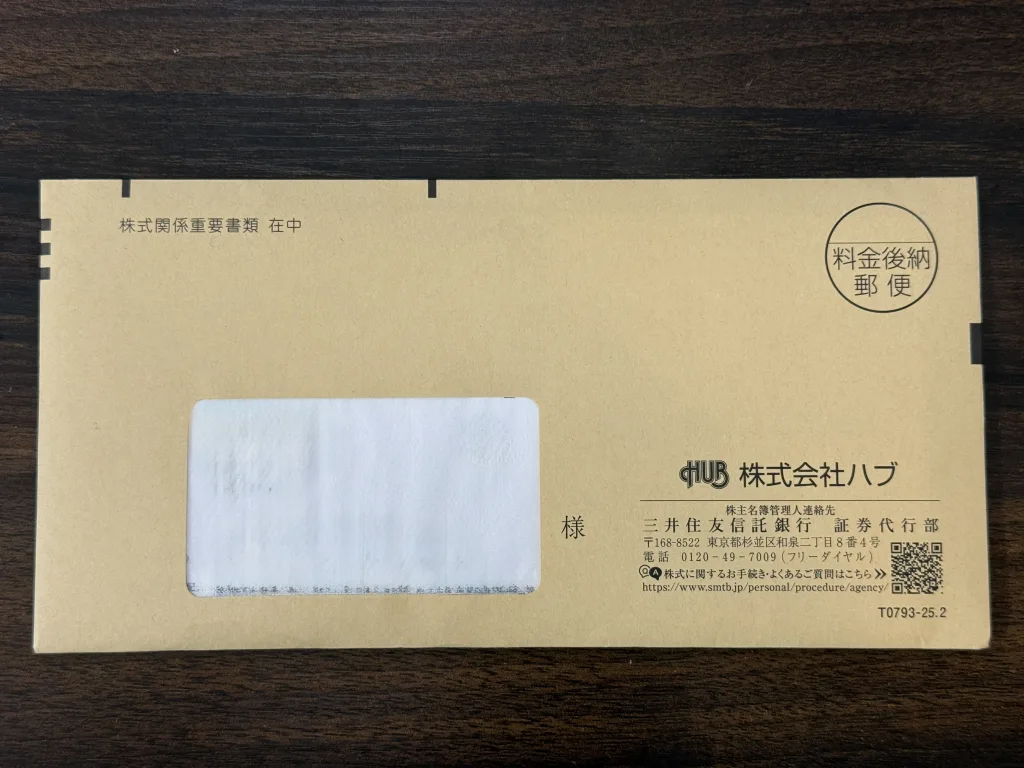 株式関係重要書類 在中
料金後納
郵便
様
HUB 株式会社ハブ
株主名簿管理人連絡先
三井住友信託銀行 証券代行部
〒168-8522 東京都杉並区和泉二丁目8番4号
電話 0120-49-7009(フリーダイヤル)
QA 株式に関するお手続き・よくあるご質問はこちら
https://www.smtb.jp/personal/procedure/agency/
T0793-25.2